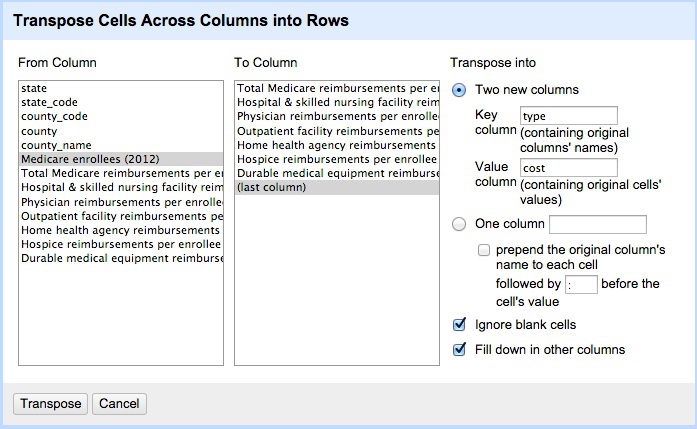 Transpose Cells Across Columns into Rows
From Column
state
state_code
county_code
county
county_name
Medicare enrollees (2012)
Total Medicare reimbursements per e
Hospital & skilled nursing facility reim
Physician reimbursements per enrolle
Outpatient facility reimbursements pe
Home health agency reimbursements
Hospice reimbursements per enrollee
Durable medical equipment reimburse
To Column
Total Medicare reimbursements per e
Hospital & skilled nursing facility reim
Physician reimbursements per enrolle
Outpatient facility reimbursements pe
Home health agency reimbursements
Hospice reimbursements per enrollee
Durable medical equipment reimburse
(last column)
Transpose into
Two new columns
Key column type
(containing original
columns' names)
Value column cost
(containing original cells'
values)
One column
prepend the original column's
name to each cell
followed by : before the
cell's value
Ignore blank cells
Fill down in other columns
Transpose Cancel